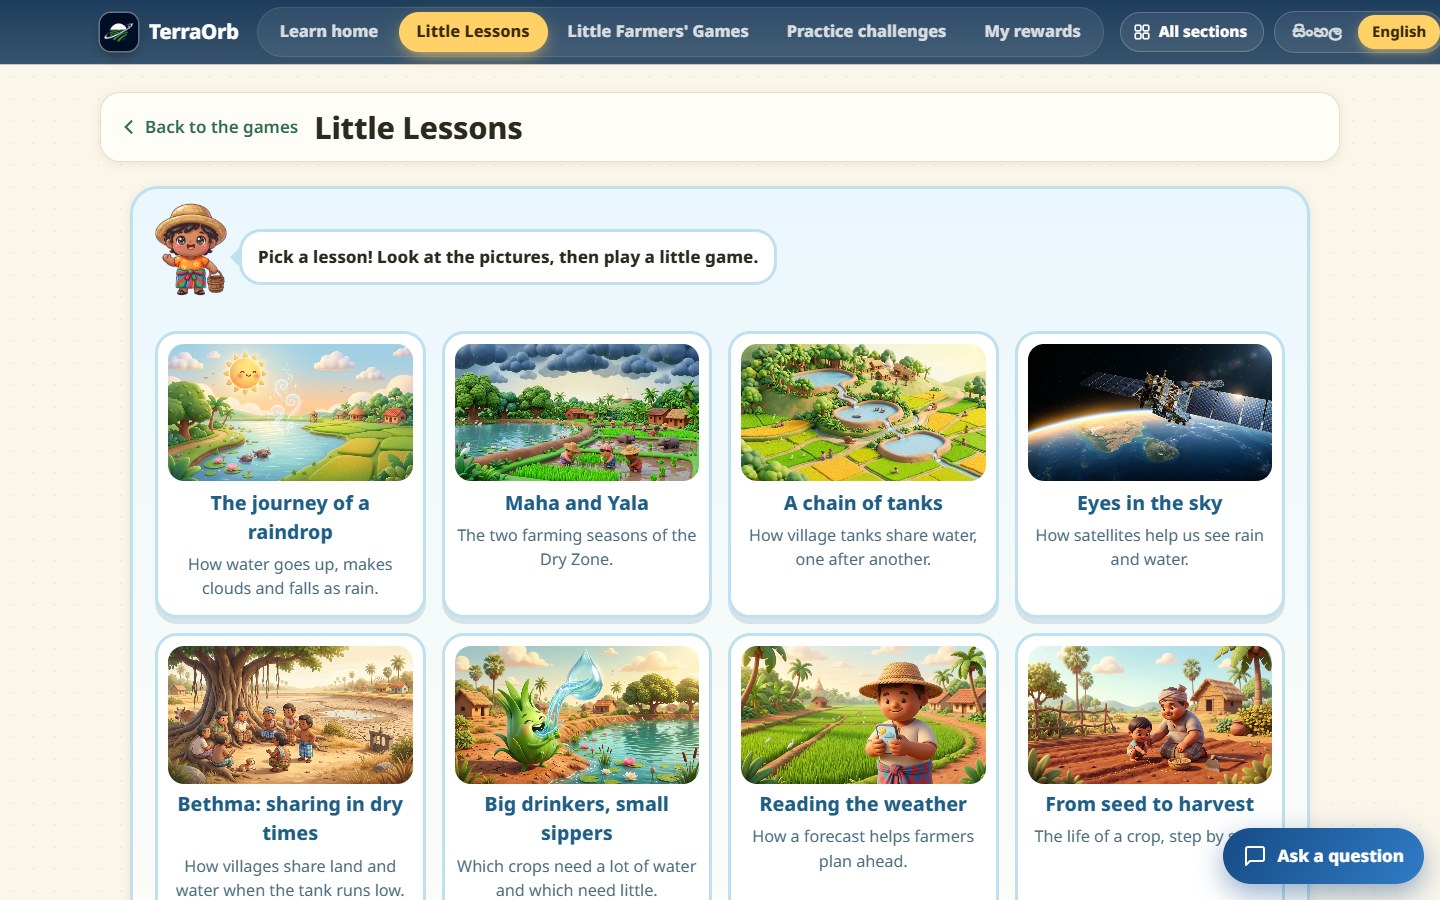 TerraOrb
Learn home
Little Lessons
Little Farmers' Games
Practice challenges
My rewards
All sections
සිංහල
English
Back to the games
Little Lessons
Pick a lesson! Look at the pictures, then play a little game.
The journey of a
raindrop
How water goes up, makes
clouds and falls as rain.
Maha and Yala
The two farming seasons of the
Dry Zone.
A chain of tanks
How village tanks share water,
one after another.
Eyes in the sky
How satellites help us see rain
and water.
Bethma: sharing in dry
times
How villages share land and
water when the tank runs low.
Big drinkers, small
sippers
Which crops need a lot of water
and which need little.
Reading the weather
How a forecast helps farmers
plan ahead.
From seed to harvest
The life of a crop, step by
Ask a question